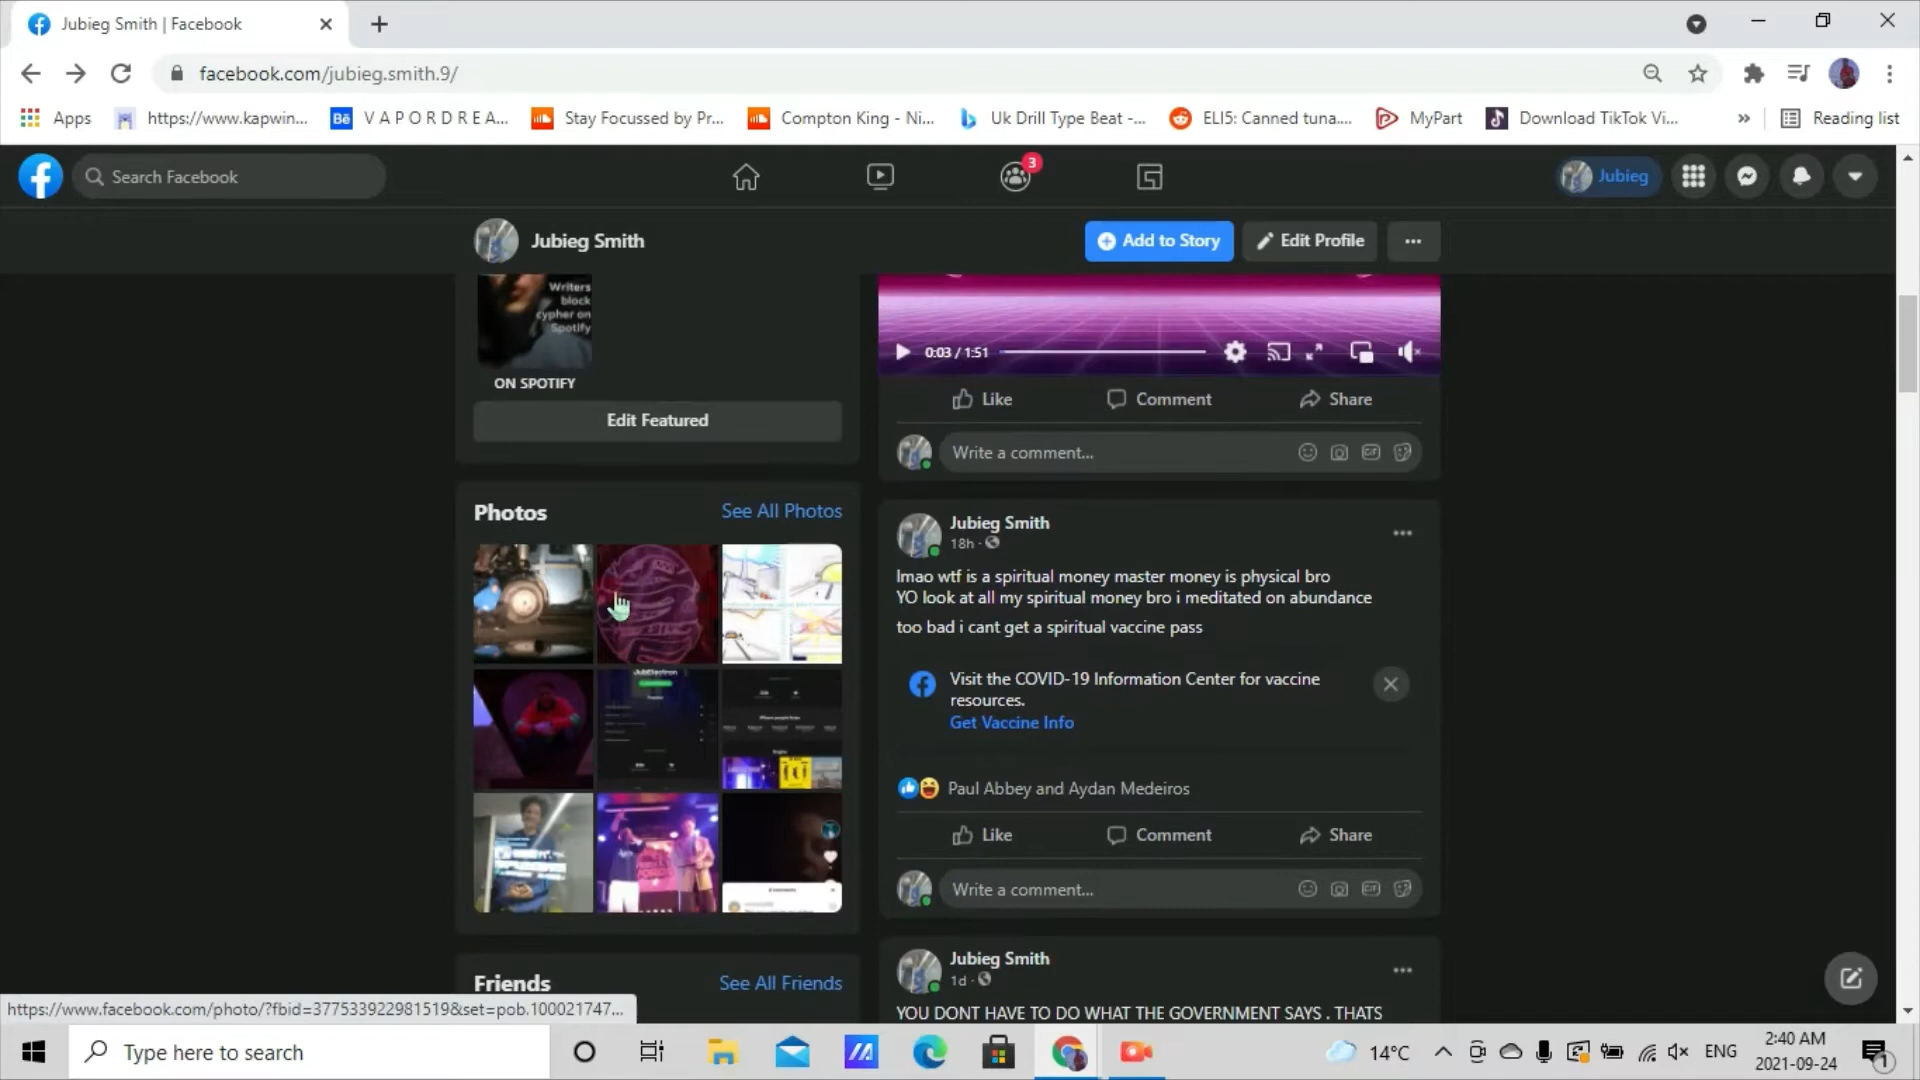 Jubieg Smith | Facebook
facebook.com/jubieg.smith.9/
Apps
https://www.kapwin...
Bē
V A P O R D R E A...
Stay Focussed by Pr...
Compton King - Ni...
Uk Drill Type Beat -...
ELI5: Canned tuna....
MyPart
Download TikTok Vi...
»
Reading list
Search Facebook
3
Jubieg
Jubieg Smith
Add to Story
Edit Profile
Writers
block
cypher on
Spotify
ON SPOTIFY
Edit Featured
0:03 / 1:51
Like
Comment
Share
Write a comment...
GIF
Photos
See All Photos
Jubieg Smith
18h ·
lmao wtf is a spiritual money master money is physical bro
YO look at all my spiritual money bro i meditated on abundance
too bad i cant get a spiritual vaccine pass
Visit the COVID-19 Information Center for vaccine
resources.
Get Vaccine Info
Paul Abbey and Aydan Medeiros
Like
Comment
Share
Write a comment...
GIF
Jubieg Smith
1d ·
YOU DONT HAVE TO DO WHAT THE GOVERNMENT SAYS . THATS
Friends
See All Friends
https://www.facebook.com/photo/?fbid=377533922981519&set=pob.100021747...
Type here to search
14°C
ENG
2:40 AM
2021-09-24
1